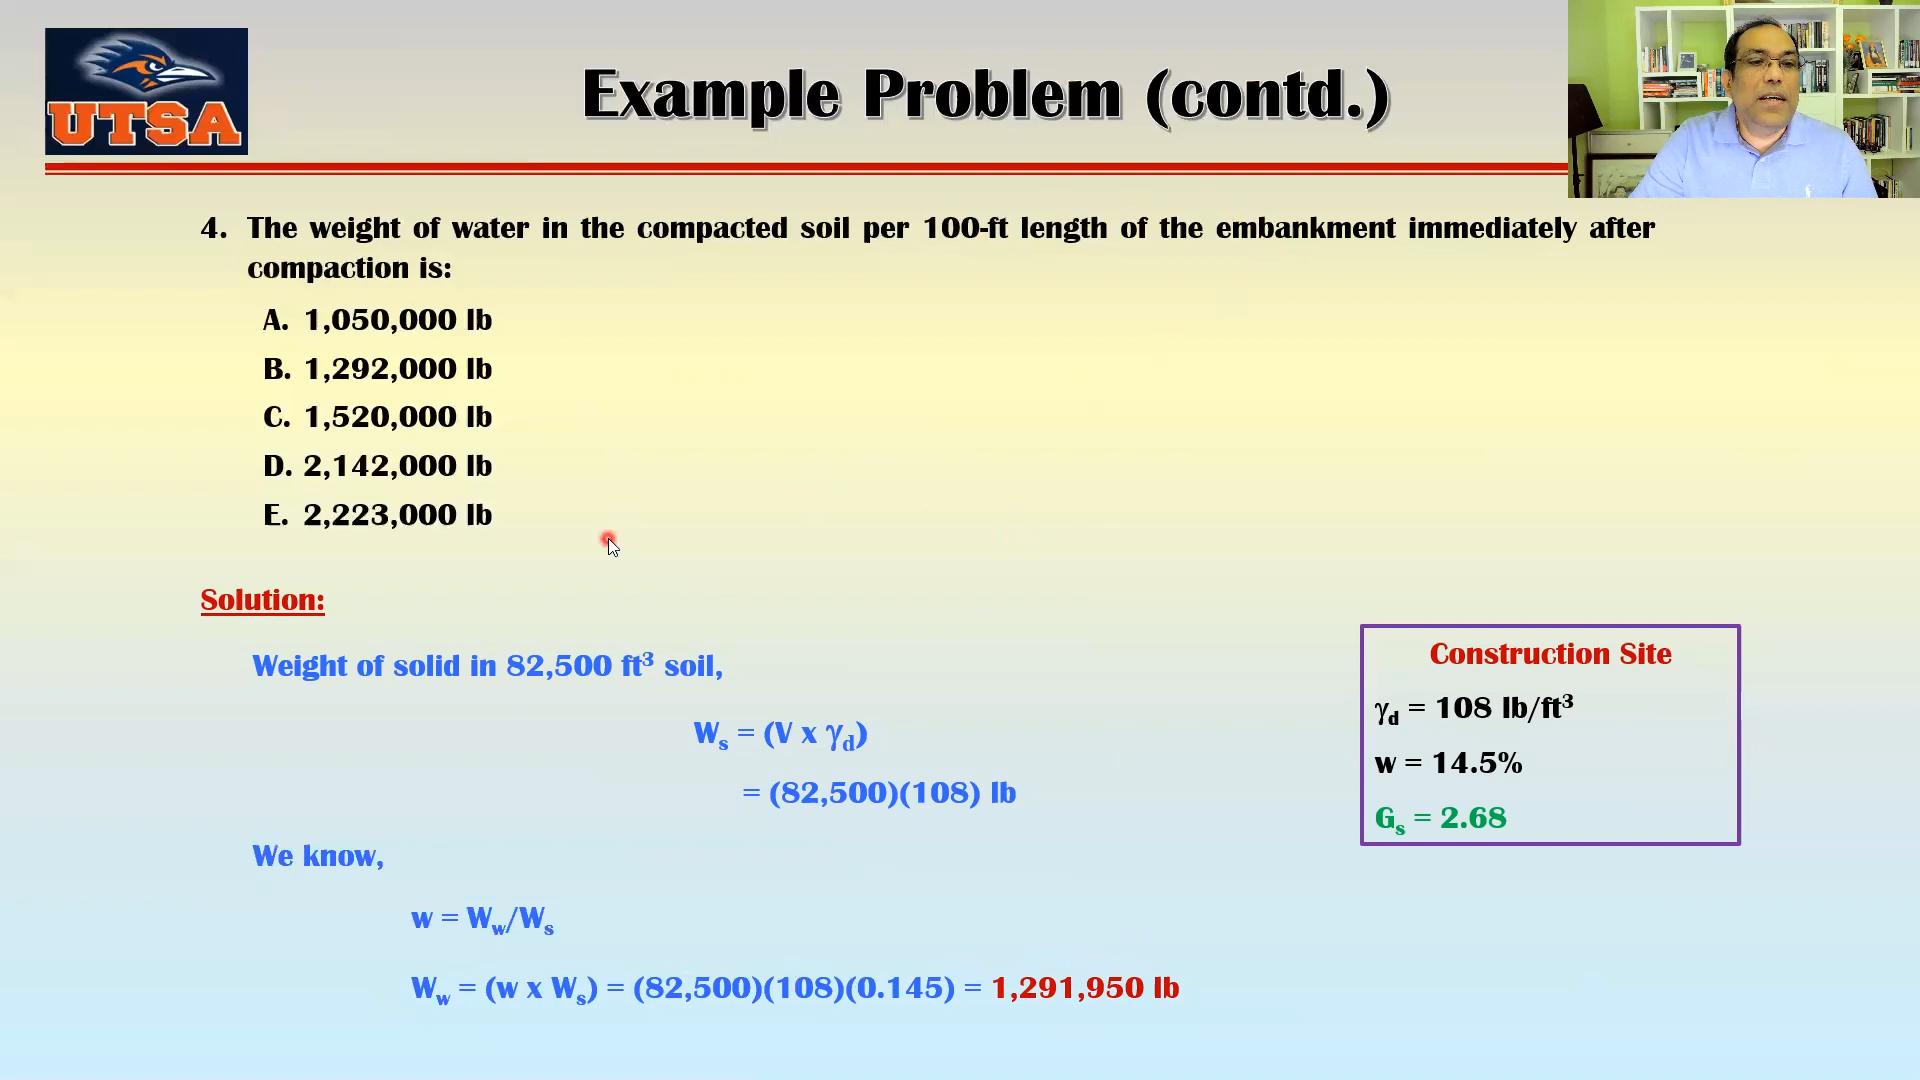 UTSA
Example Problem (contd.)
4. The weight of water in the compacted soil per 100-ft length of the embankment immediately after
compaction is:
A. 1,050,000 lb
B. 1,292,000 lb
C. 1,520,000 lb
D. 2,142,000 lb
E. 2,223,000 lb
Solution:
Weight of solid in 82,500 ft³ soil,
Wₛ = (V x γd)
= (82,500)(108) lb
We know,
w = Ww/Wₛ
Ww = (w x Wₛ) = (82,500)(108)(0.145) = 1,291,950 lb
Construction Site
γd = 108 lb/ft³
w = 14.5%
Gₛ = 2.68